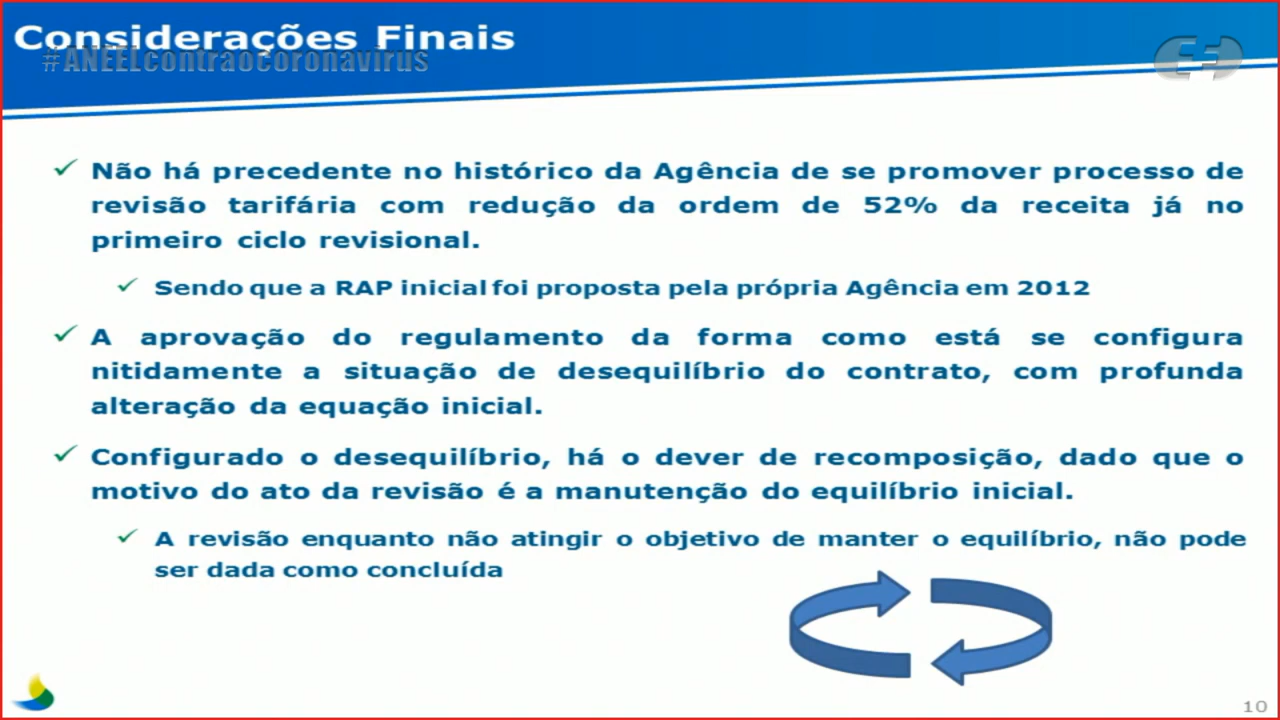 Considerações Finais
#ANEELcontraocoronavirus
Não há precedente no histórico da Agência de se promover processo de
revisão tarifária com redução da ordem de 52% da receita já no
primeiro ciclo revisional.
Sendo que a RAP inicial foi proposta pela própria Agência em 2012
A aprovação do regulamento da forma como está se configura
nitidamente a situação de desequilíbrio do contrato, com profunda
alteração da equação inicial.
Configurado o desequilíbrio, há o dever de recomposição, dado que o
motivo do ato da revisão é a manutenção do equilíbrio inicial.
A revisão enquanto não atingir o objetivo de manter o equilíbrio, não pode
ser dada como concluída
10